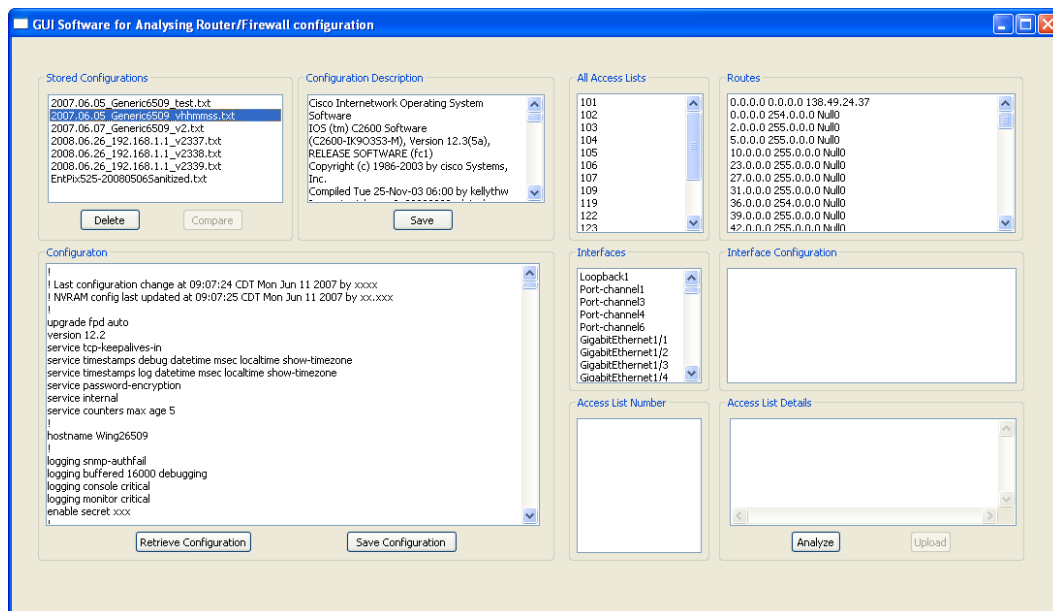 GUI Software for Analysing Router/Firewall configuration
Stored Configurations
2007.06.05_Generic6509_test.txt
2007.06.05_Generic6509_vhhmmss.txt
2007.06.07_Generic6509_v2.txt
2008.06.26_192.168.1.1_v2337.txt
2008.06.26_192.168.1.1_v2338.txt
2008.06.26_192.168.1.1_v2339.txt
EntPix525-20080506Sanitized.txt
Delete
Compare
Configuration Description
Cisco Internetwork Operating System
Software
IOS (tm) C2600 Software
(C2600-IK9O3S3-M), Version 12.3(5a),
RELEASE SOFTWARE (fc1)
Copyright (c) 1986-2003 by cisco Systems,
Inc.
Compiled Tue 25-Nov-03 06:00 by kellythw
Save
All Access Lists
101
102
103
104
105
106
107
109
119
122
123
Routes
0.0.0.0 0.0.0.0 138.49.24.37
0.0.0.0 254.0.0.0 Null0
2.0.0.0 255.0.0.0 Null0
5.0.0.0 255.0.0.0 Null0
10.0.0.0 255.0.0.0 Null0
23.0.0.0 255.0.0.0 Null0
27.0.0.0 255.0.0.0 Null0
31.0.0.0 255.0.0.0 Null0
36.0.0.0 254.0.0.0 Null0
39.0.0.0 255.0.0.0 Null0
42.0.0.0 255.0.0.0 Null0
Configuraton
!
! Last configuration change at 09:07:24 CDT Mon Jun 11 2007 by xxxx
! NVRAM config last updated at 09:07:25 CDT Mon Jun 11 2007 by xx.xxx
!
upgrade fpd auto
version 12.2
service tcp-keepalives-in
service timestamps debug datetime msec localtime show-timezone
service timestamps log datetime msec localtime show-timezone
service password-encryption
service internal
service counters max age 5
!
hostname Wing26509
!
logging snmp-authfail
logging buffered 16000 debugging
logging console critical
logging monitor critical
enable secret xxx
!
Retrieve Configuration
Save Configuration
Interfaces
Loopback1
Port-channel1
Port-channel3
Port-channel4
Port-channel6
GigabitEthernet1/1
GigabitEthernet1/2
GigabitEthernet1/3
GigabitEthernet1/4
Interface Configuration
Access List Number
Access List Details
Analyze
Upload